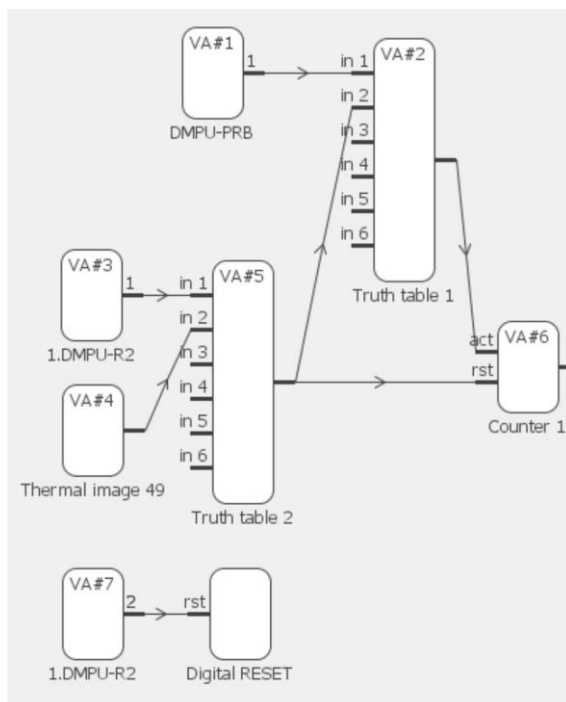 VA#1
1
DMPU-PRB
VA#2
in 1
in 2
in 3
in 4
in 5
in 6
Truth table 1
VA#3
1
1.DMPU-R2
VA#4
Thermal image 49
VA#5
in 1
in 2
in 3
in 4
in 5
in 6
Truth table 2
act
rst
VA#6
Counter 1
VA#7
2
1.DMPU-R2
rst
Digital RESET